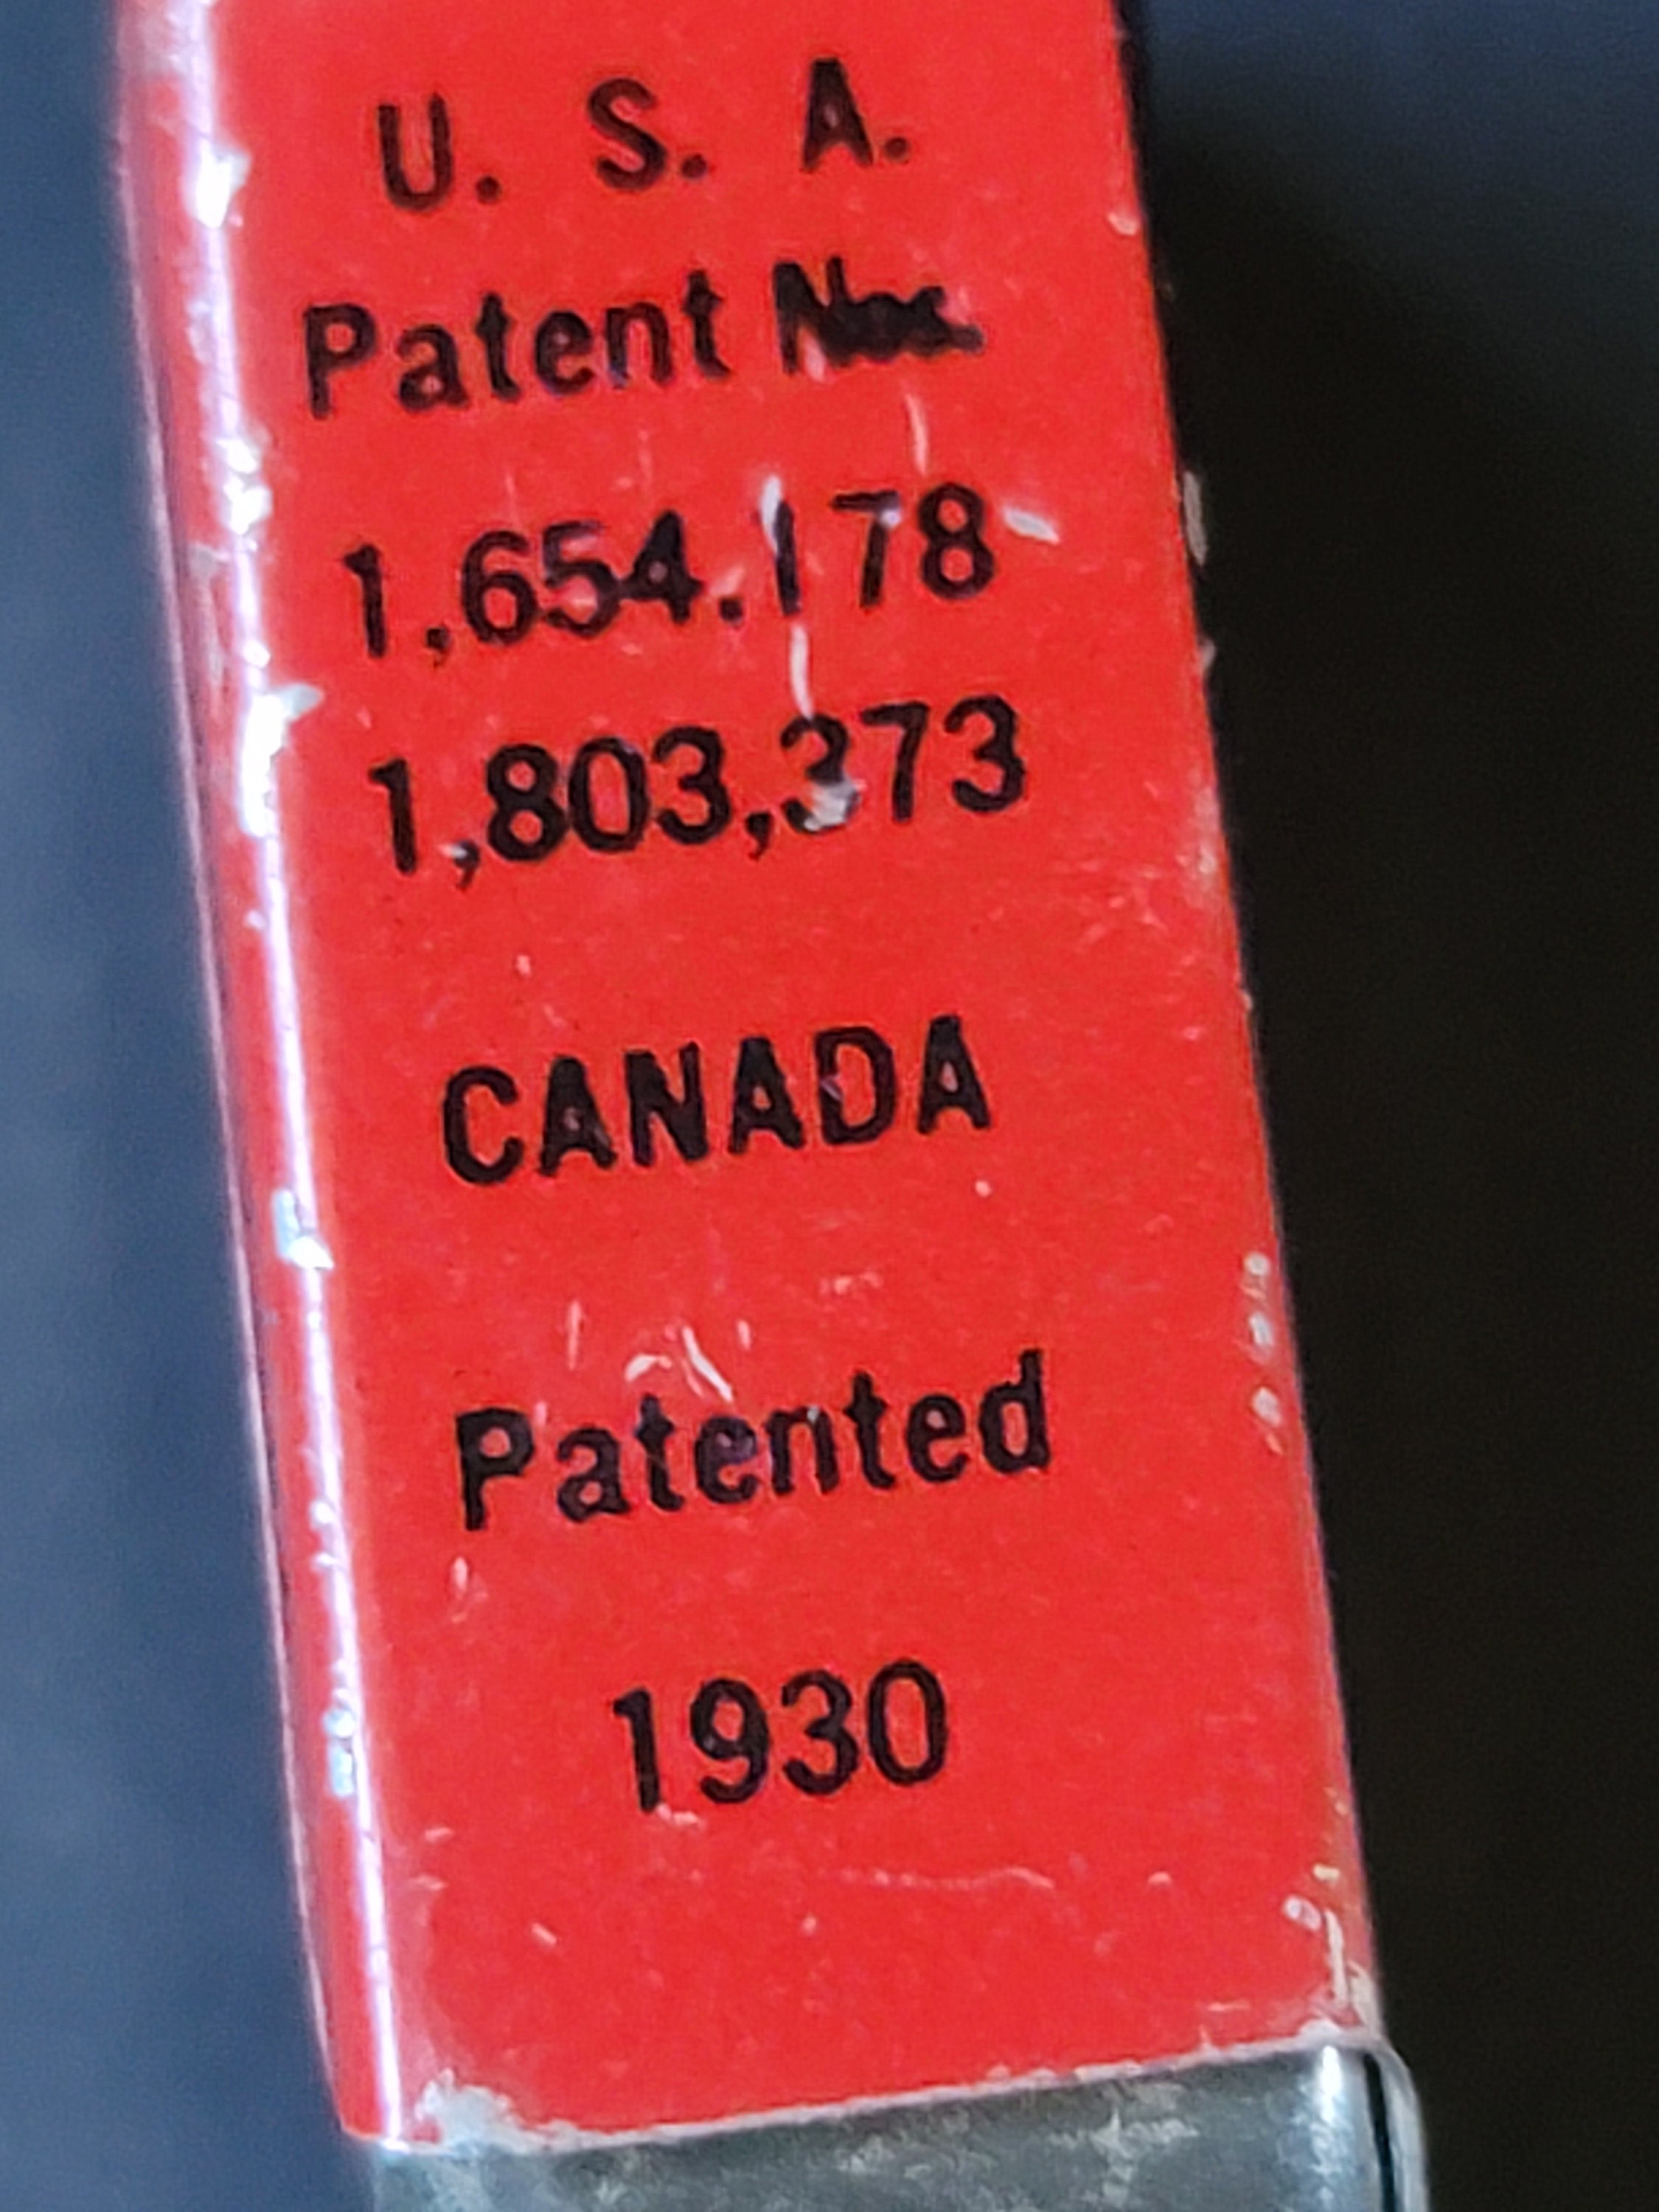 U. S. A.
Patent Nos.
1,654.178
1,803,373
CANADA
Patented
1930